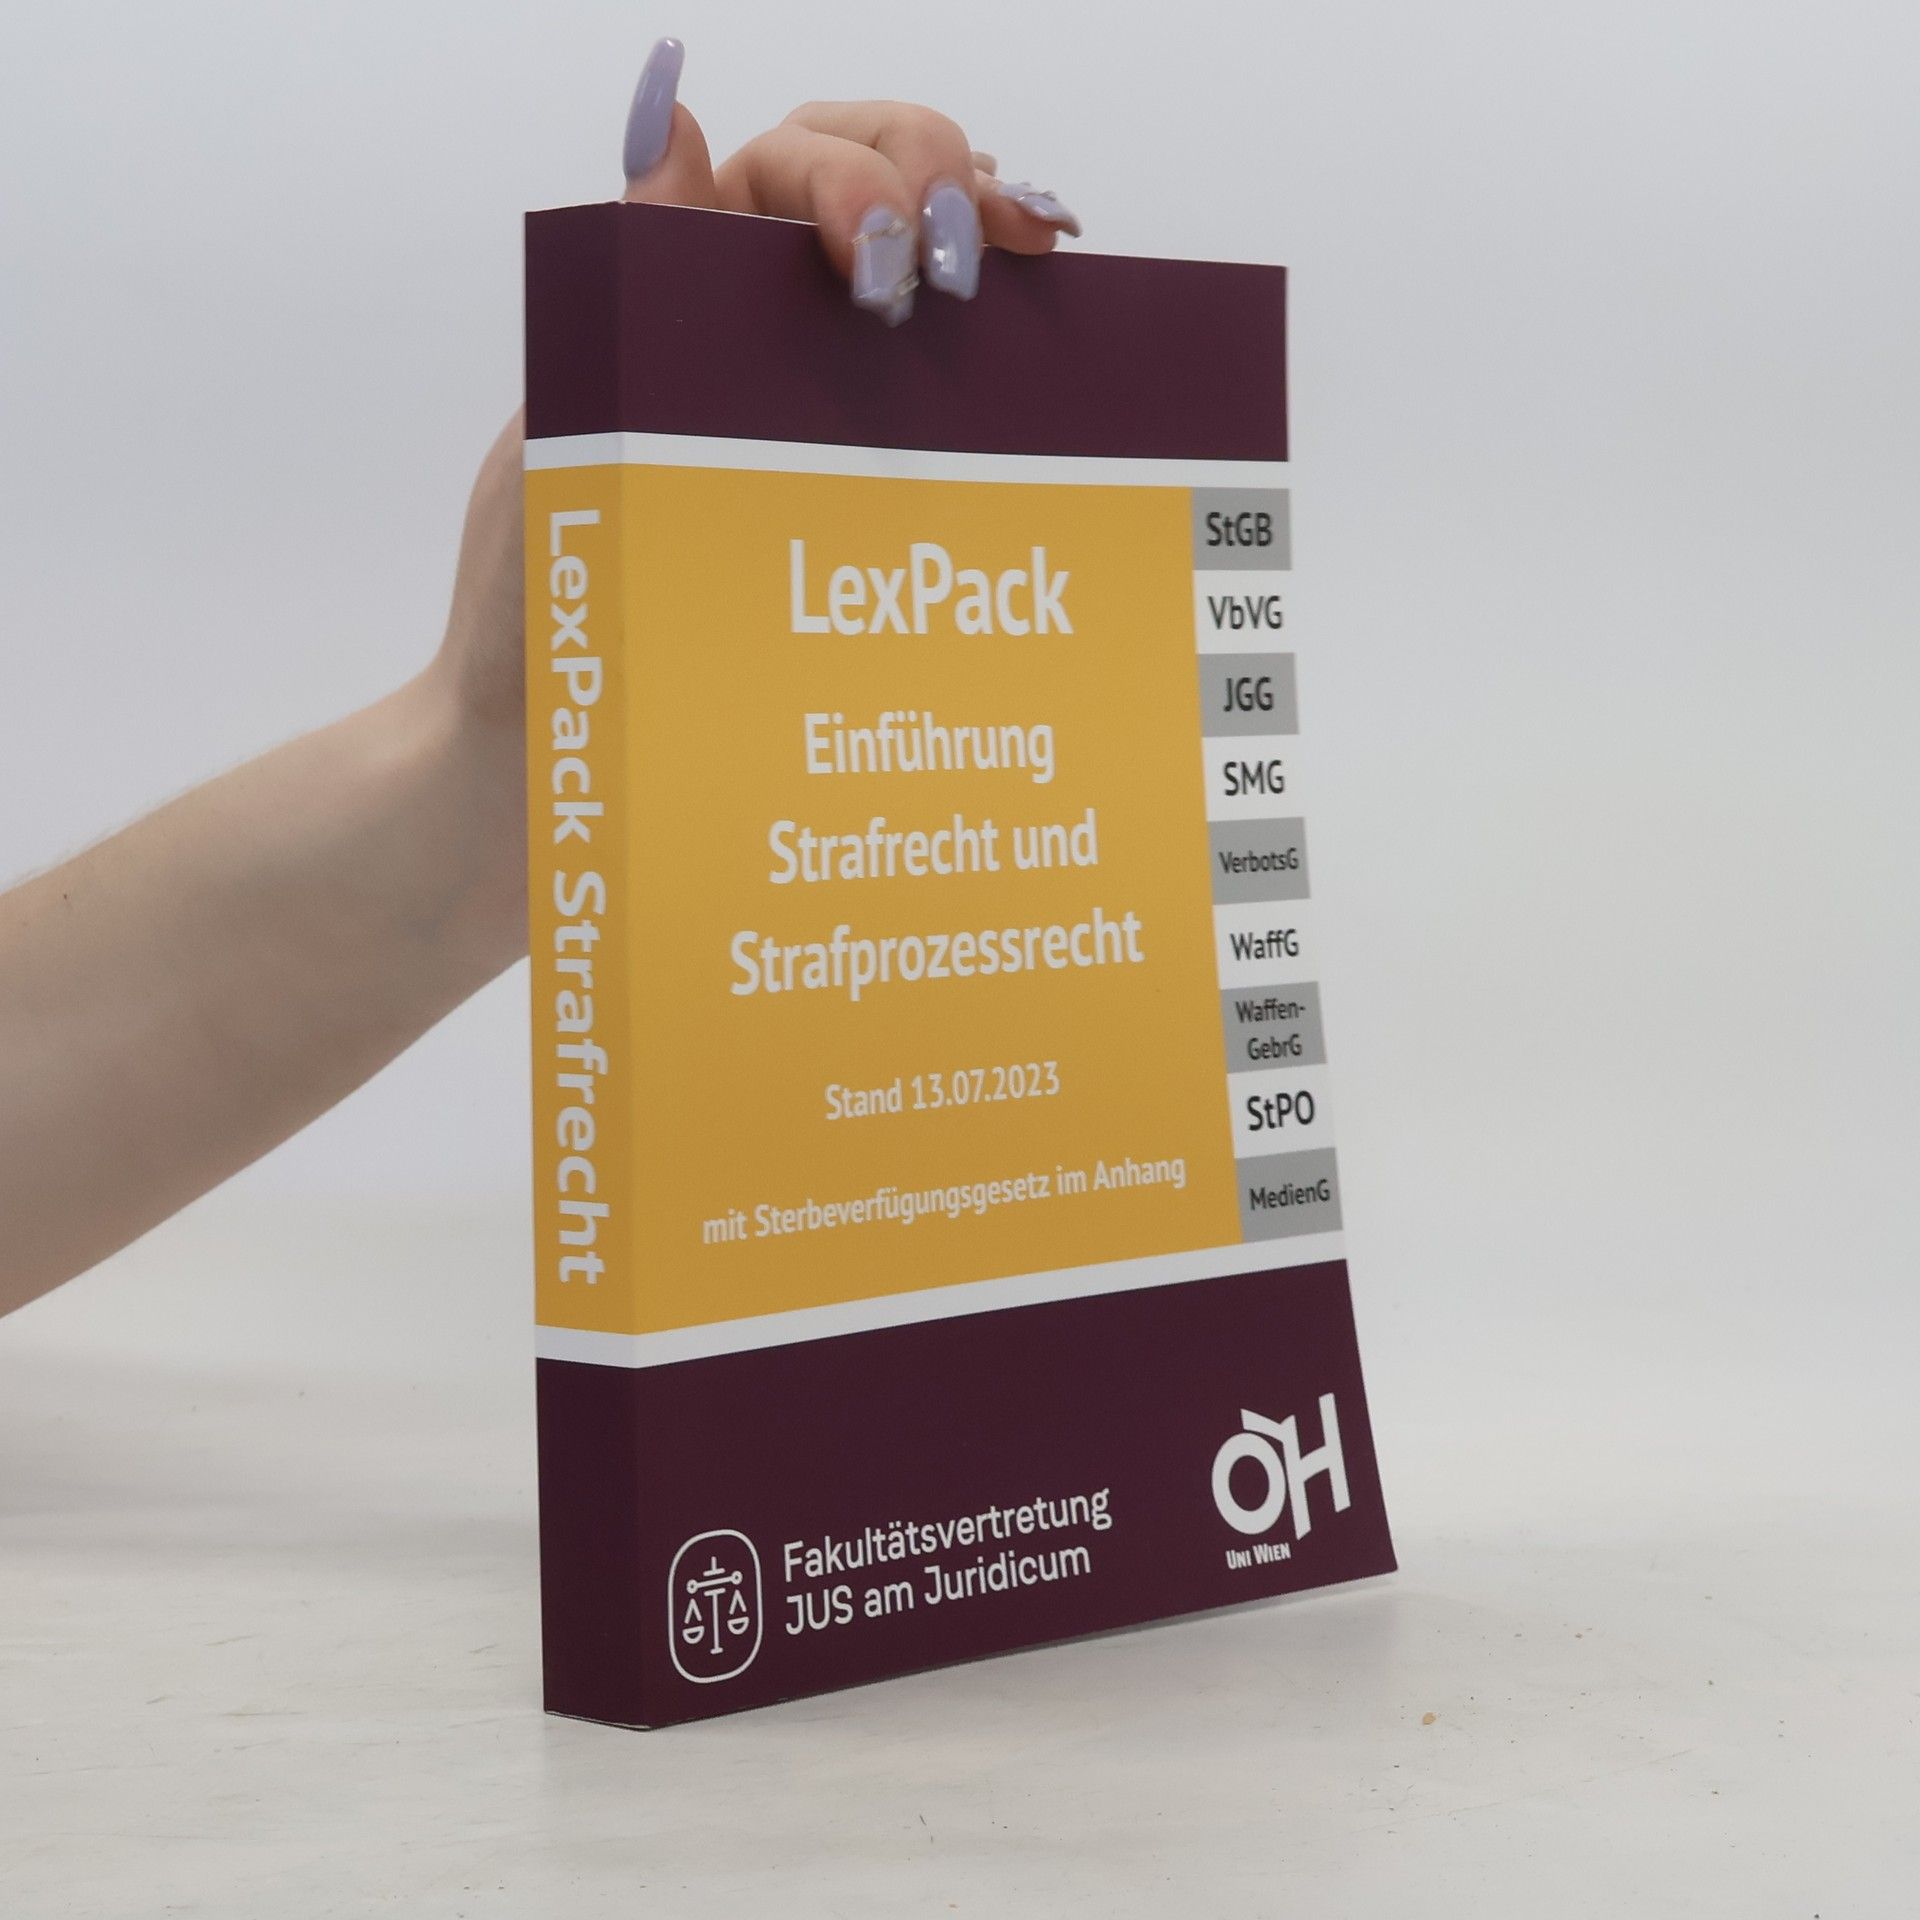 LexPack Strafrecht
LexPack
Einführung
Strafrecht und
Strafprozessrecht
Stand 13.07.2023
mit Sterbeverfügungsgesetz im Anhang
StGB
VbVG
JGG
SMG
VerbotsG
WaffG
Waffen-
GebrG
StPO
MedienG
Fakultätsvertretung
JUS am Juridicum
ÖH
UNI WIEN